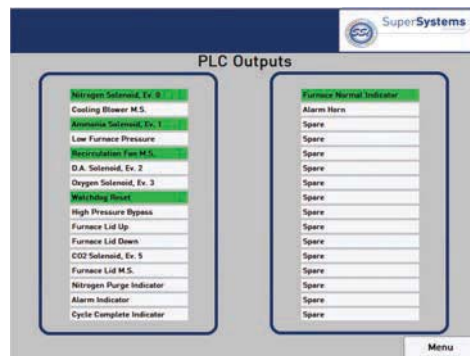 SuperSystems
PLC Outputs
Nitrogen Solenoid, Ev. 0
Cooling Blower M.S.
Ammonia Solenoid, Ev. 1
Low Furnace Pressure
Recirculation Fan M.S.
D.A. Solenoid, Ev. 2
Oxygen Solenoid, Ev. 3
Watchdog Reset
High Pressure Bypass
Furnace Lid Up
Furnace Lid Down
CO2 Solenoid, Ev. 5
Furnace Lid M.S.
Nitrogen Purge Indicator
Alarm Indicator
Cycle Complete Indicator
Furnace Normal Indicator
Alarm Horn
Spare
Spare
Spare
Spare
Spare
Spare
Spare
Spare
Spare
Spare
Spare
Spare
Spare
Spare
Menu